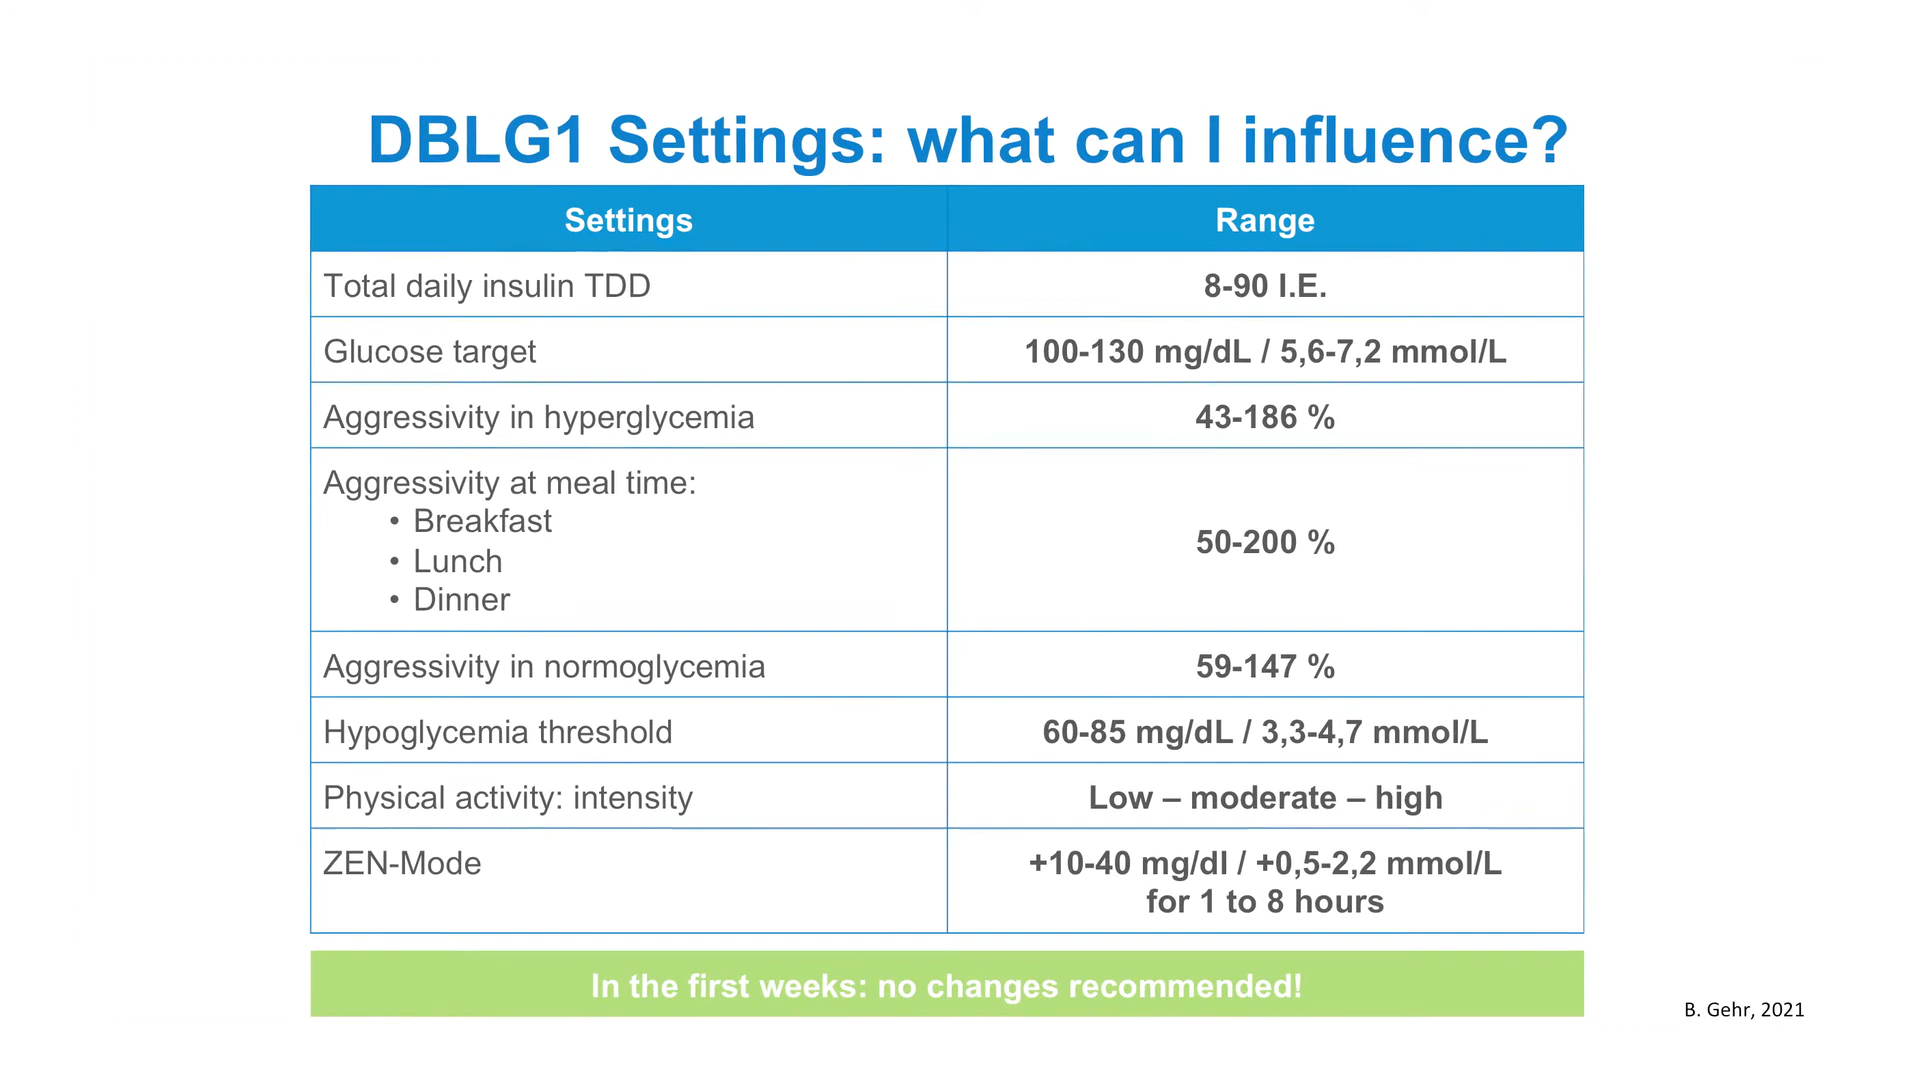 DBLG1 Settings: what can I influence?
Settings Range
Total daily insulin TDD 8-90 I.E.
Glucose target 100-130 mg/dL / 5,6-7,2 mmol/L
Aggressivity in hyperglycemia 43-186 %
Aggressivity at meal time:
• Breakfast
• Lunch
• Dinner
50-200 %
Aggressivity in normoglycemia 59-147 %
Hypoglycemia threshold 60-85 mg/dL / 3,3-4,7 mmol/L
Physical activity: intensity Low – moderate – high
ZEN-Mode +10-40 mg/dl / +0,5-2,2 mmol/L
for 1 to 8 hours
In the first weeks: no changes recommended!
B. Gehr, 2021